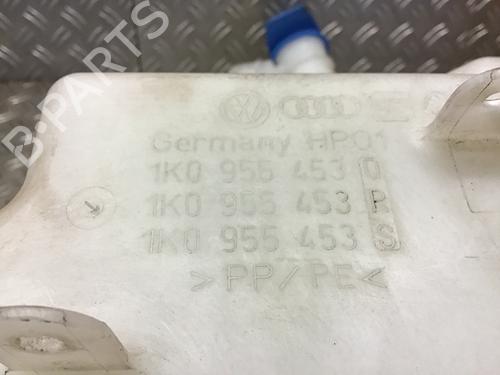 Germany HP01
1K0 955 453 Q
1K0 955 453 R
1K0 955 453 S
>PP/PE<
B-PARTS